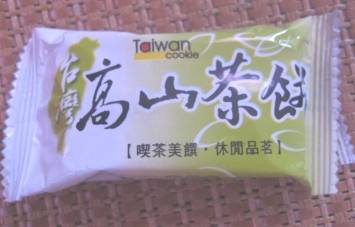 Taiwan
cookie
台灣
高山茶餅
【喫茶美饌·休閒品茗】